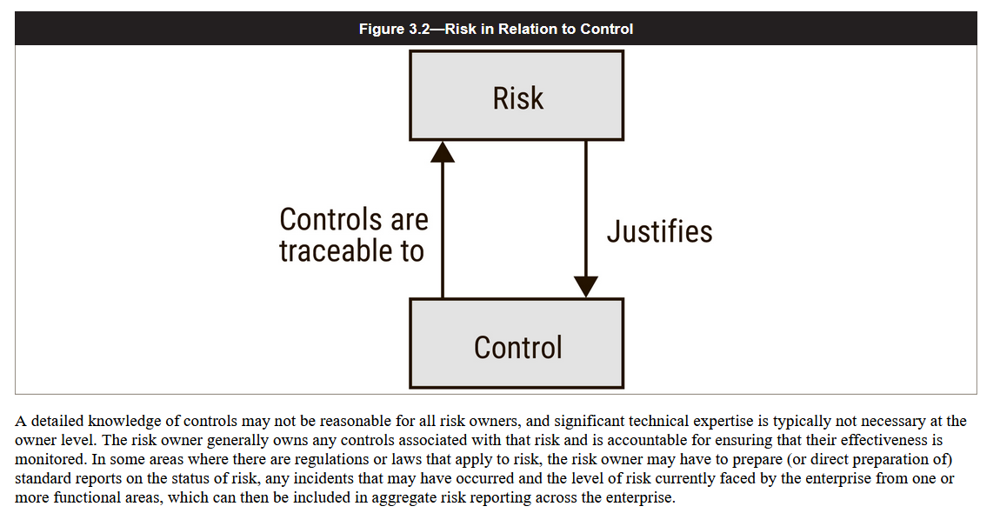 Figure 3.2—Risk in Relation to Control
Risk
Controls are
traceable to
Justifies
Control
A detailed knowledge of controls may not be reasonable for all risk owners, and significant technical expertise is typically not necessary at the
owner level. The risk owner generally owns any controls associated with that risk and is accountable for ensuring that their effectiveness is
monitored. In some areas where there are regulations or laws that apply to risk, the risk owner may have to prepare (or direct preparation of)
standard reports on the status of risk, any incidents that may have occurred and the level of risk currently faced by the enterprise from one or
more functional areas, which can then be included in aggregate risk reporting across the enterprise.